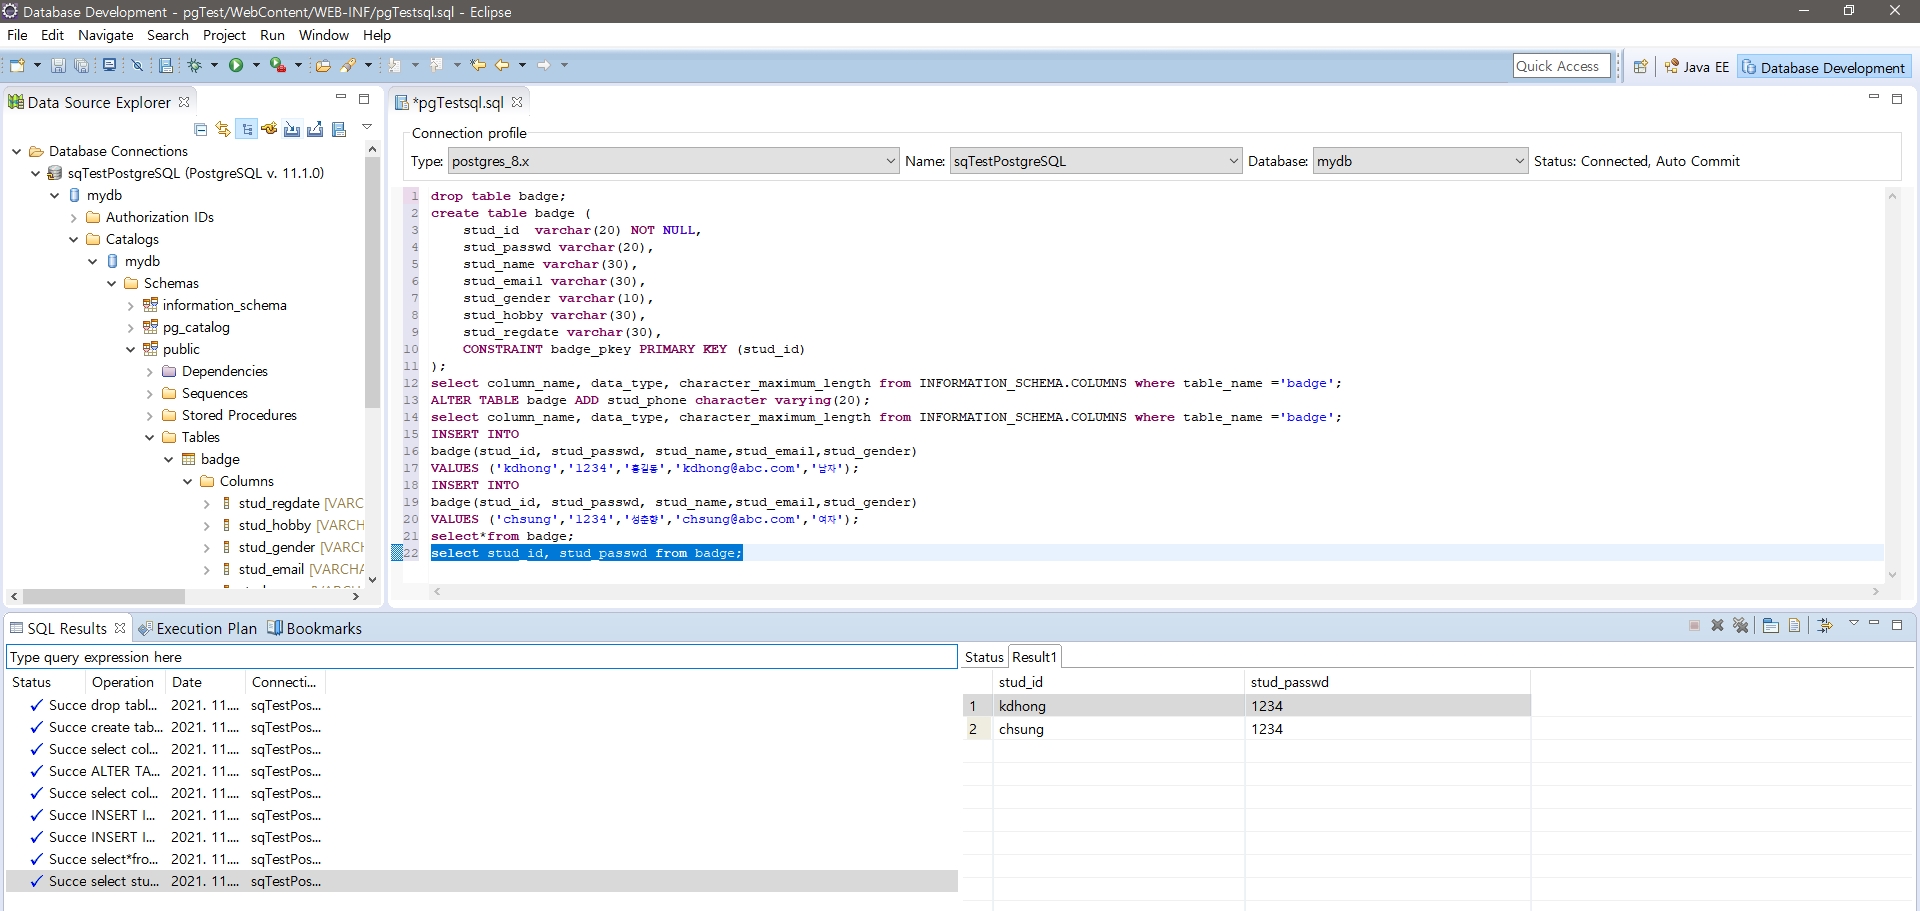 Database Development - pgTest/WebContent/WEB-INF/pgTestsql.sql - Eclipse
File Edit Navigate Search Project Run Window Help
Quick Access Java EE Database Development
Data Source Explorer
Database Connections
sqTestPostgreSQL (PostgreSQL v. 11.1.0)
mydb
Authorization IDs
Catalogs
mydb
Schemas
information_schema
pg_catalog
public
Dependencies
Sequences
Stored Procedures
Tables
badge
Columns
stud_regdate [VARC
stud_hobby [VARCH
stud_gender [VARCH
stud_email [VARCHA
*pgTestsql.sql
Connection profile
Type: postgres_8.x Name: sqTestPostgreSQL Database: mydb Status: Connected, Auto Commit
1 drop table badge;
2 create table badge (
3 stud_id  varchar(20) NOT NULL,
4 stud_passwd varchar(20),
5 stud_name varchar(30),
6 stud_email varchar(30),
7 stud_gender varchar(10),
8 stud_hobby varchar(30),
9 stud_regdate varchar(30),
10 CONSTRAINT badge_pkey PRIMARY KEY (stud_id)
11 );
12 select column_name, data_type, character_maximum_length from INFORMATION_SCHEMA.COLUMNS where table_name ='badge';
13 ALTER TABLE badge ADD stud_phone character varying(20);
14 select column_name, data_type, character_maximum_length from INFORMATION_SCHEMA.COLUMNS where table_name ='badge';
15 INSERT INTO
16 badge(stud_id, stud_passwd, stud_name,stud_email,stud_gender)
17 VALUES ('kdhong','1234','홍길동','kdhong@abc.com','남자');
18 INSERT INTO
19 badge(stud_id, stud_passwd, stud_name,stud_email,stud_gender)
20 VALUES ('chsung','1234','성춘향','chsung@abc.com','여자');
21 select*from badge;
22 select stud_id, stud_passwd from badge;
SQL Results Execution Plan Bookmarks
Type query expression here
Status Operation Date Connecti...
Succe drop tabl... 2021. 11.... sqTestPos...
Succe create tab... 2021. 11.... sqTestPos...
Succe select col... 2021. 11.... sqTestPos...
Succe ALTER TA... 2021. 11.... sqTestPos...
Succe select col... 2021. 11.... sqTestPos...
Succe INSERT I... 2021. 11.... sqTestPos...
Succe INSERT I... 2021. 11.... sqTestPos...
Succe select*fro... 2021. 11.... sqTestPos...
Succe select stu... 2021. 11.... sqTestPos...
Status Result1
stud_id stud_passwd
1 kdhong 1234
2 chsung 1234